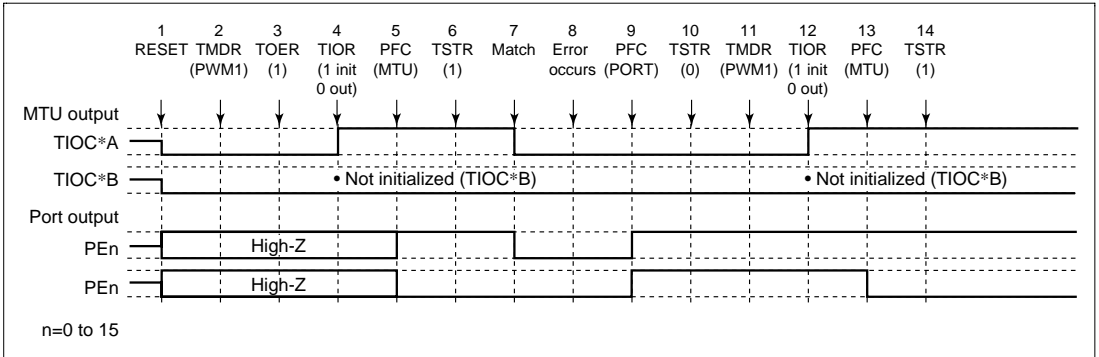 1 2 3 4 5 6 7 8 9 10 11 12 13 14
RESET TMDR TOER TIOR PFC TSTR Match Error PFC TSTR TMDR TIOR PFC TSTR
(PWM1) (1) (1 init (MTU) (1) occurs (PORT) (0) (PWM1) (1 init (MTU) (1)
0 out) 0 out)
MTU output
TIOC*A
TIOC*B • Not initialized (TIOC*B) • Not initialized (TIOC*B)
Port output
PEn High-Z
PEn High-Z
n=0 to 15